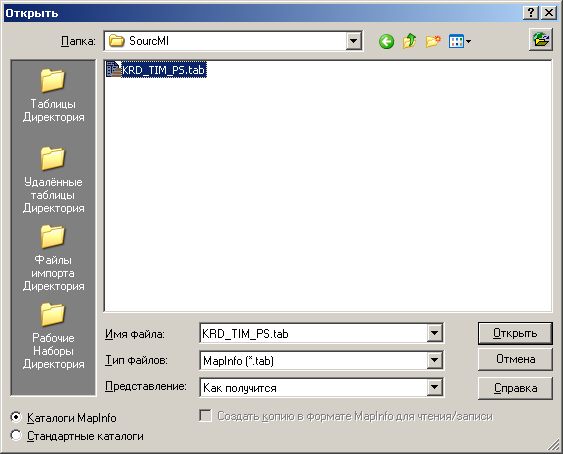 Открыть
Папка: SourcMI
KRD_TIM_PS.tab
Таблицы
Директория
Удалённые
таблицы
Директория
Файлы
импорта
Директория
Рабочие
Наборы
Директория
Имя файла: KRD_TIM_PS.tab Открыть
Тип файлов: MapInfo (*.tab) Отмена
Представление: Как получится Справка
Каталоги MapInfo
Создать копию в формате MapInfo для чтения/записи
Стандартные каталоги